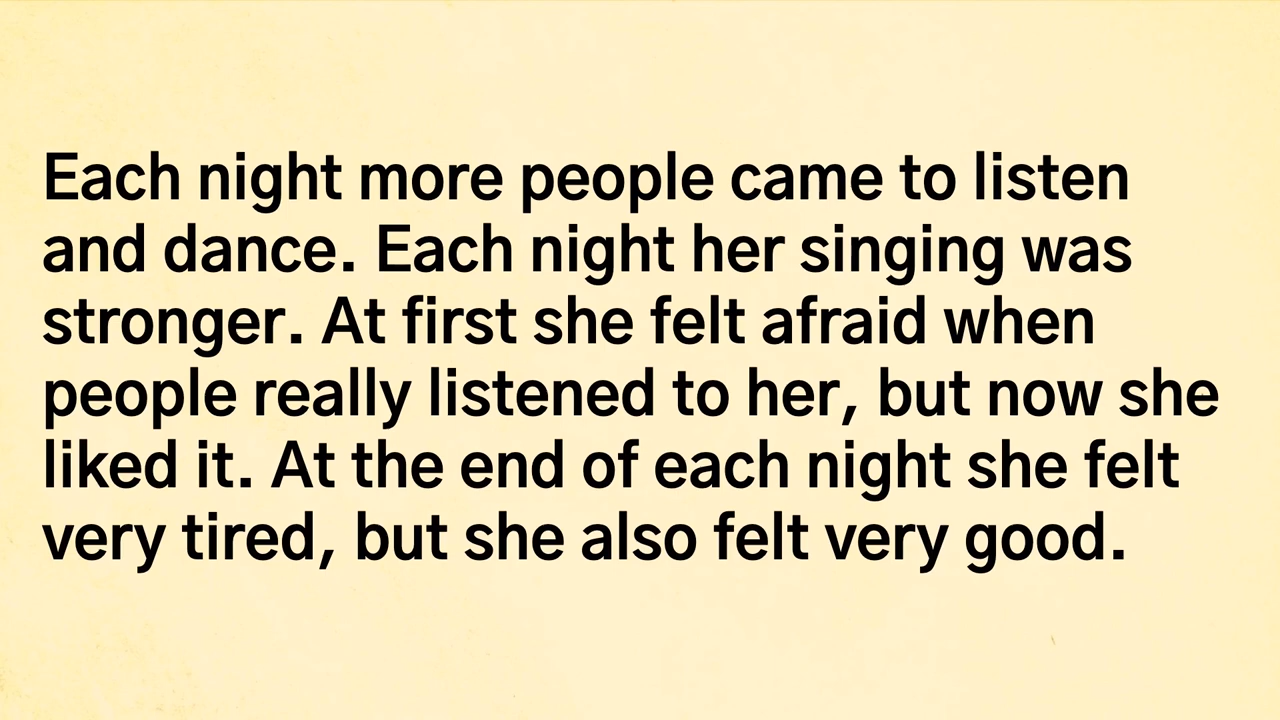 Each night more people came to listen
and dance. Each night her singing was
stronger. At first she felt afraid when
people really listened to her, but now she
liked it. At the end of each night she felt
very tired, but she also felt very good.